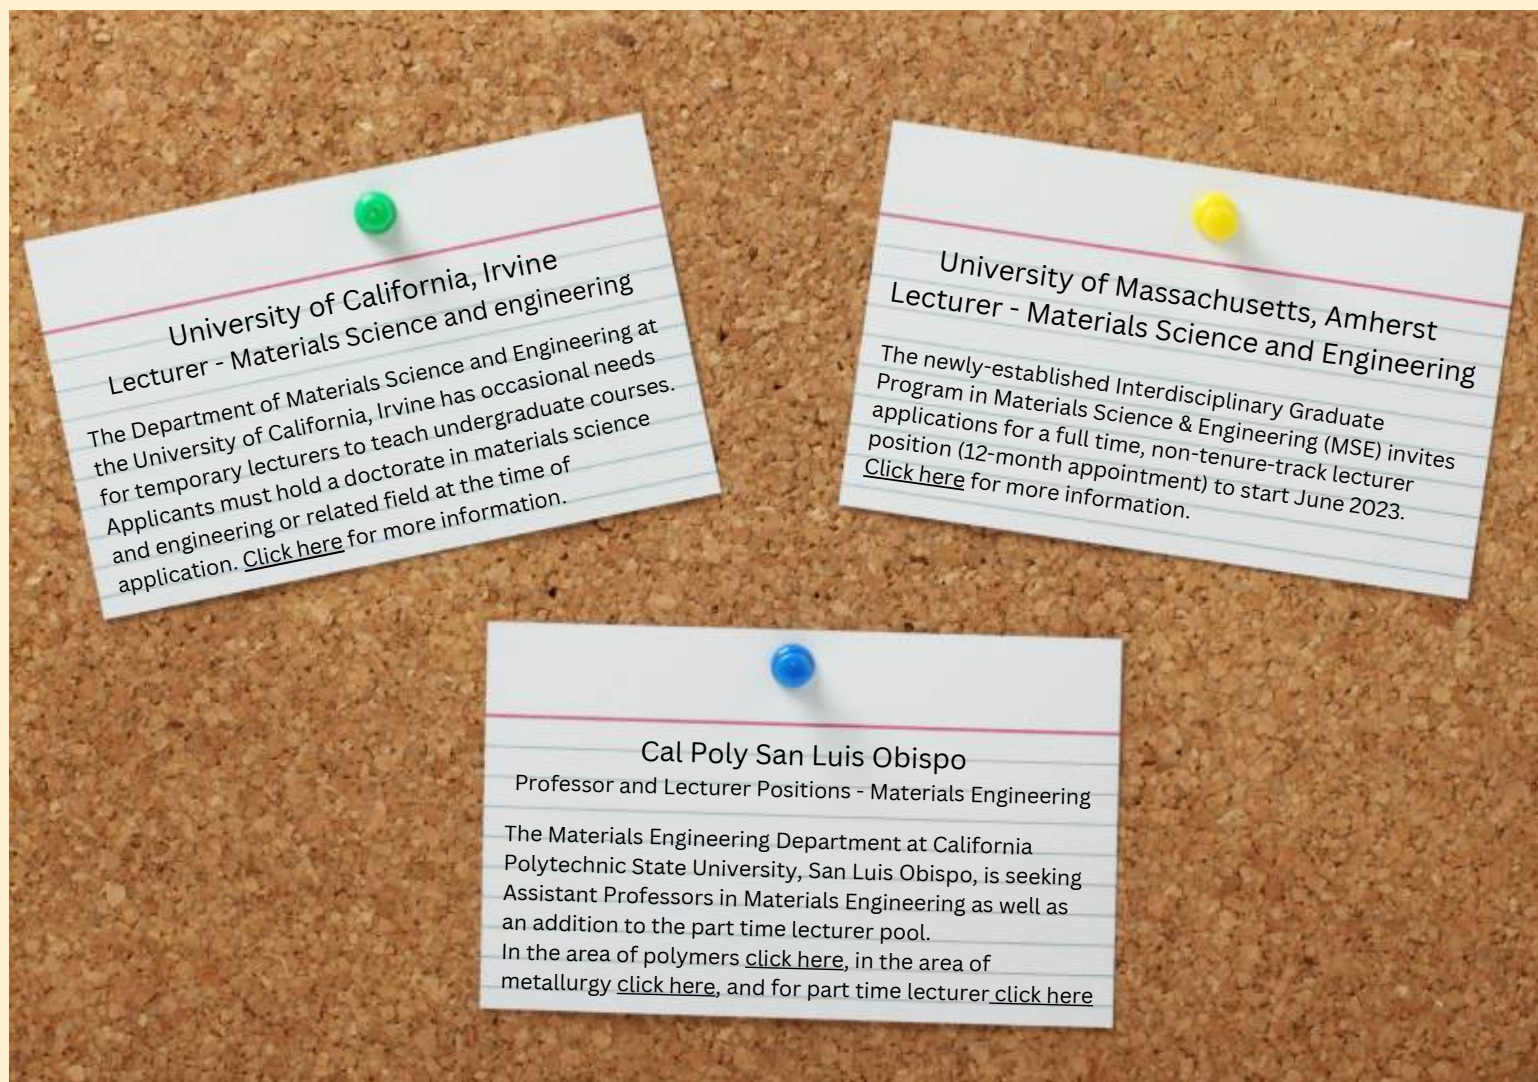 University of California, Irvine
Lecturer - Materials Science and engineering
The Department of Materials Science and Engineering at
the University of California, Irvine has occasional needs
for temporary lecturers to teach undergraduate courses.
Applicants must hold a doctorate in materials science
and engineering or related field at the time of
application. Click here for more information.
University of Massachusetts, Amherst
Lecturer - Materials Science and Engineering
The newly-established Interdisciplinary Graduate
Program in Materials Science & Engineering (MSE) invites
applications for a full time, non-tenure-track lecturer
position (12-month appointment) to start June 2023.
Click here for more information.
Cal Poly San Luis Obispo
Professor and Lecturer Positions - Materials Engineering
The Materials Engineering Department at California
Polytechnic State University, San Luis Obispo, is seeking
Assistant Professors in Materials Engineering as well as
an addition to the part time lecturer pool.
In the area of polymers click here, in the area of
metallurgy click here, and for part time lecturer click here